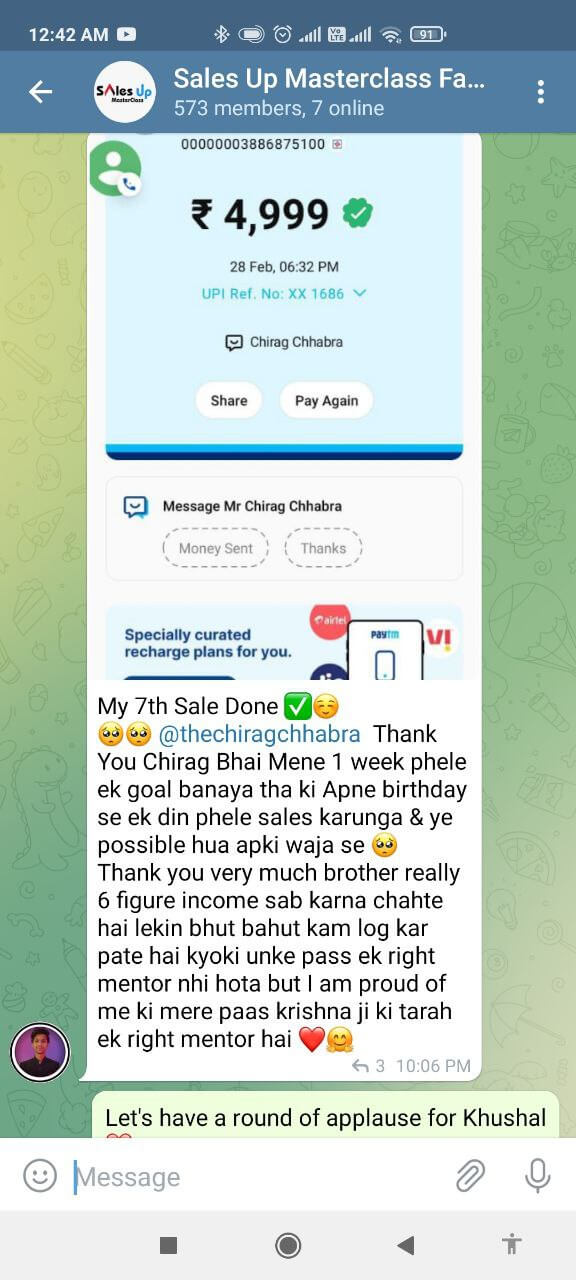 12:42 AM
Vo LTE
91
Sales Up Masterclass Fa...
573 members, 7 online
SALes Up
MasterClass
00000003886875100
₹ 4,999
28 Feb, 06:32 PM
UPI Ref. No: XX 1686
Chirag Chhabra
Share
Pay Again
Message Mr Chirag Chhabra
Money Sent
Thanks
Specially curated
recharge plans for you.
airtel
paytm
VI
My 7th Sale Done ✅☺️
🥺🥺 @thechiragchhabra Thank
You Chirag Bhai Mene 1 week phele
ek goal banaya tha ki Apne birthday
se ek din phele sales karunga & ye
possible hua apki waja se 🥺
Thank you very much brother really
6 figure income sab karna chahte
hai lekin bhut bahut kam log kar
pate hai kyoki unke pass ek right
mentor nhi hota but I am proud of
me ki mere paas krishna ji ki tarah
ek right mentor hai ❤️🤗
3 10:06 PM
Let's have a round of applause for Khushal
Message